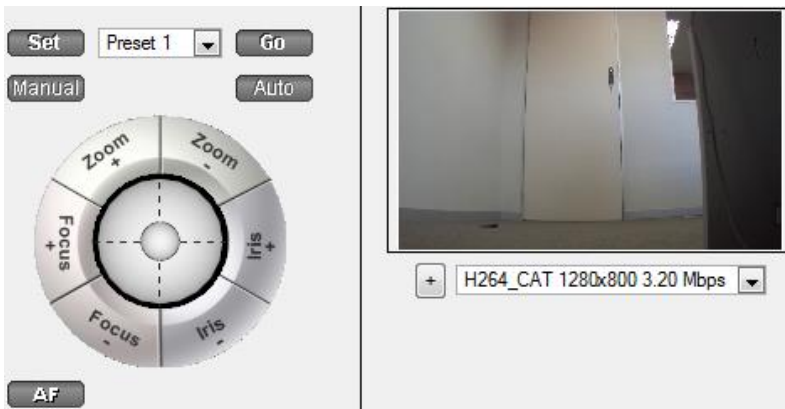 Set Preset 1 Go
Manual Auto
Zoom + Zoom -
Focus + Iris +
Focus - Iris -
AF
+ H264_CAT 1280x800 3.20 Mbps